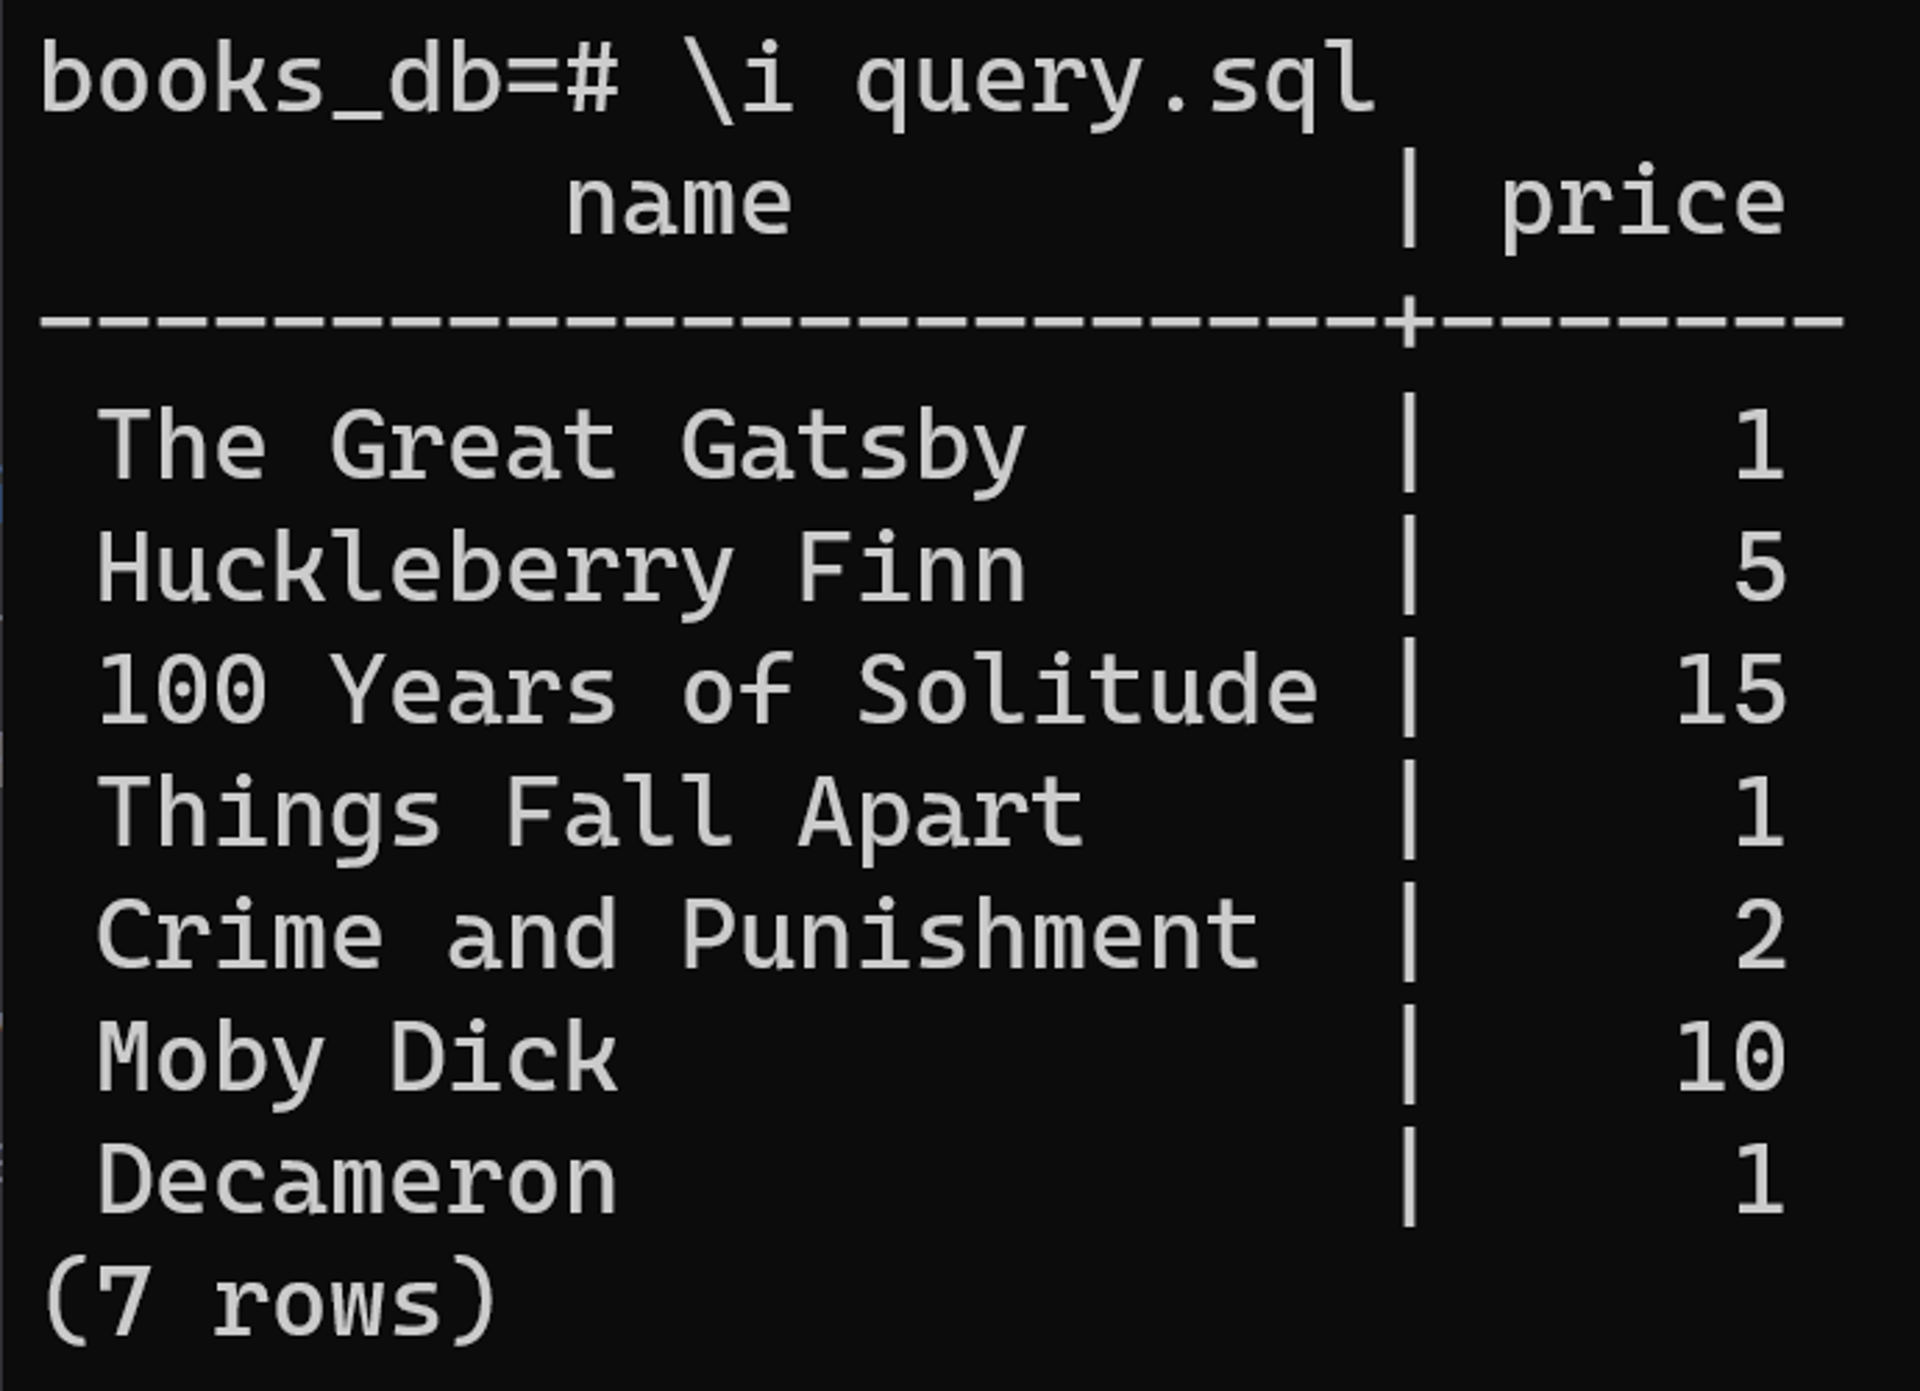 books_db=# \i query.sql
          name          | price
------------------------+-------
 The Great Gatsby       |     1
 Huckleberry Finn       |     5
 100 Years of Solitude  |    15
 Things Fall Apart      |     1
 Crime and Punishment   |     2
 Moby Dick              |    10
 Decameron              |     1
(7 rows)